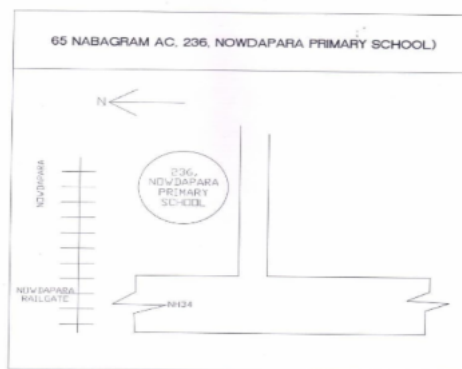 65 NABAGRAM AC, 236, NOWDAPARA PRIMARY SCHOOL)
N
NOWDAPARA
236,
NOWDAPARA
PRIMARY
SCHOOL
NOWDAPARA
RAILGATE
NH34